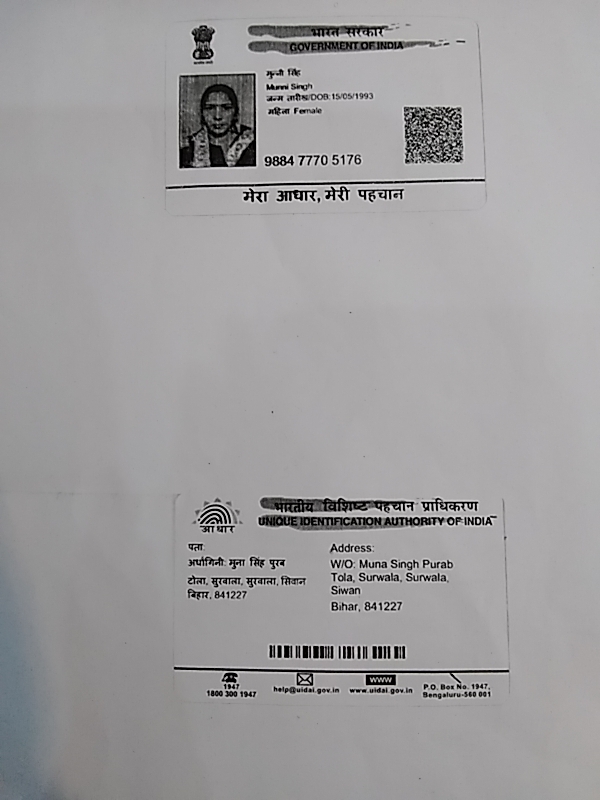 भारत सरकार
GOVERNMENT OF INDIA
मुन्नी सिंह
Munni Singh
जन्म तारीख/DOB:15/05/1993
महिला Female
9884 7770 5176
मेरा आधार, मेरी पहचान
भारतीय विशिष्ट पहचान प्राधिकरण
UNIQUE IDENTIFICATION AUTHORITY OF INDIA
आधार
पता:
अर्धांगिनी: मुना सिंह पुरब
टोला, सुरवाला, सुरवाला, सिवान
बिहार, 841227
Address:
W/O: Muna Singh Purab
Tola, Surwala, Surwala,
Siwan
Bihar, 841227
1947
1800 300 1947
help@uidai.gov.in
www
www.uidai.gov.in
P.O. Box No. 1947,
Bengaluru-560 001